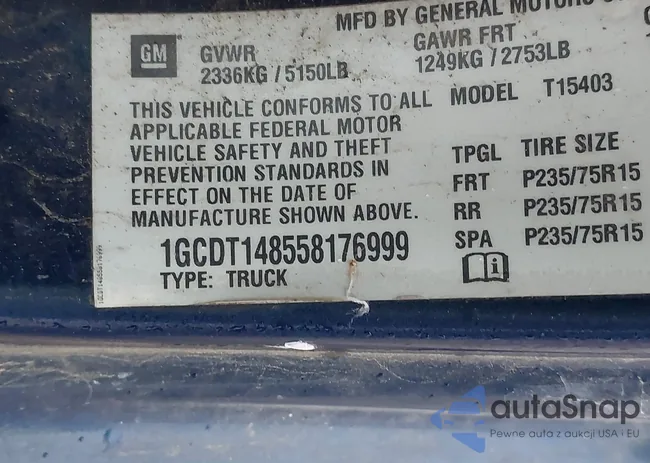 MFD BY GENERAL MOTORS
GM
GVWR
2336KG / 5150LB
GAWR FRT
1249KG / 2753LB
THIS VEHICLE CONFORMS TO ALL
APPLICABLE FEDERAL MOTOR
VEHICLE SAFETY AND THEFT
PREVENTION STANDARDS IN
EFFECT ON THE DATE OF
MANUFACTURE SHOWN ABOVE.
1GCDT148558176999
TYPE: TRUCK
MODEL T15403
TPGL TIRE SIZE
FRT P235/75R15
RR P235/75R15
SPA P235/75R15
i
1GCDT148558176999
autaSnap
Pewne auta z aukcji USA i EU